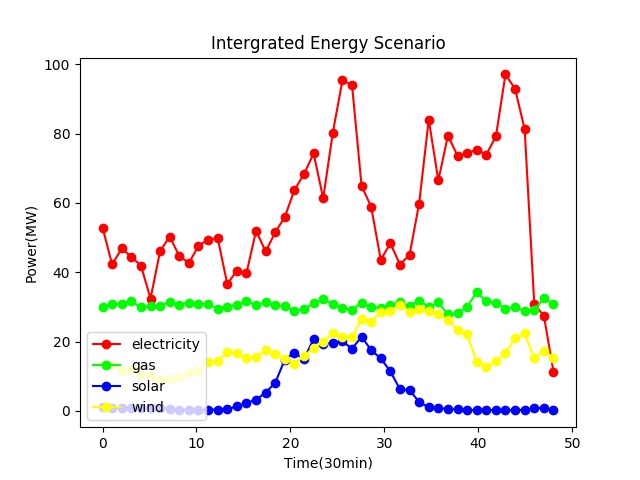 Intergrated Energy Scenario
Power(MW)
100
80
60
40
20
0
electricity
gas
solar
wind
0 10 20 30 40 50
Time(30min)